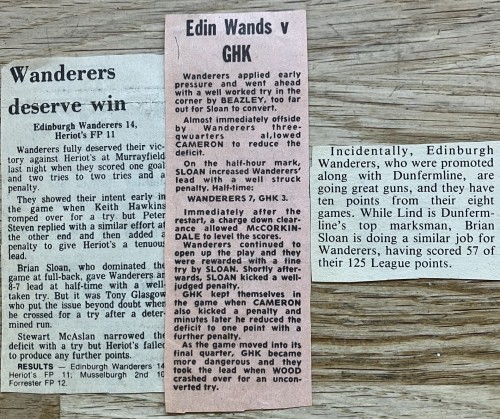 Wanderers
deserve win
Edinburgh Wanderers 14,
Heriot's FP 11
Wanderers fully deserved their vic-
tory against Heriot's at Murrayfield
last night when they scored one goal
and two tries to two tries and a
penalty.
They showed their intent early in
the game when Keith Hawkins
romped over for a try but Peter
Steven replied with a similar effort at
the other end and then added a
penalty to give Heriot's a tenuous
lead.
Brian Sloan, who dominated the
game at full-back, gave Wanderers an
8-7 lead at half-time with a well-
taken try. But it was Tony Glasgow
who put the issue beyond doubt when
he crossed for a try after a deter-
mined run.
Stewart McAslan narrowed the
deficit with a try but Heriot's failed
to produce any further points.
RESULTS — Edinburgh Wanderers 14
Heriot's FP 11; Musselburgh 2nd 10
Forrester FP 12.
Edin Wands v
GHK
Wanderers applied early
pressure and went ahead
with a well worked try in the
corner by BEAZLEY, too far
out for Sloan to convert.
Almost immediately offside
by Wanderers three-
qwuarters al,lowed
CAMERON to reduce the
deficit.
On the half-hour mark,
SLOAN increased Wanderers'
lead with a well struck
penalty. Half-time:
WANDERERS 7, GHK 3.
Immediately after the
restart, a charge down clear-
ance allowed McCORKIN-
DALE to level the scores.
Wanderers continued to
open up the play and they
were rewarded with a fine
try by SLOAN. Shortly after-
wards, SLOAN kicked a well-
judged penalty.
GHK kept themselves in
the game when CAMERON
also kicked a penalty and
minutes later he reduced the
deficit to one point with a
further penalty.
As the game moved into its
final quarter, GHK became
more dangerous and they
took the lead when WOOD
crashed over for an uncon-
verted try.
Incidentally, Edinburgh
Wanderers, who were promoted
along with Dunfermline, are
going great guns, and they have
ten points from their eight
games. While Lind is Dunferm-
line's top marksman, Brian
Sloan is doing a similar job for
Wanderers, having scored 57 of
their 125 League points.